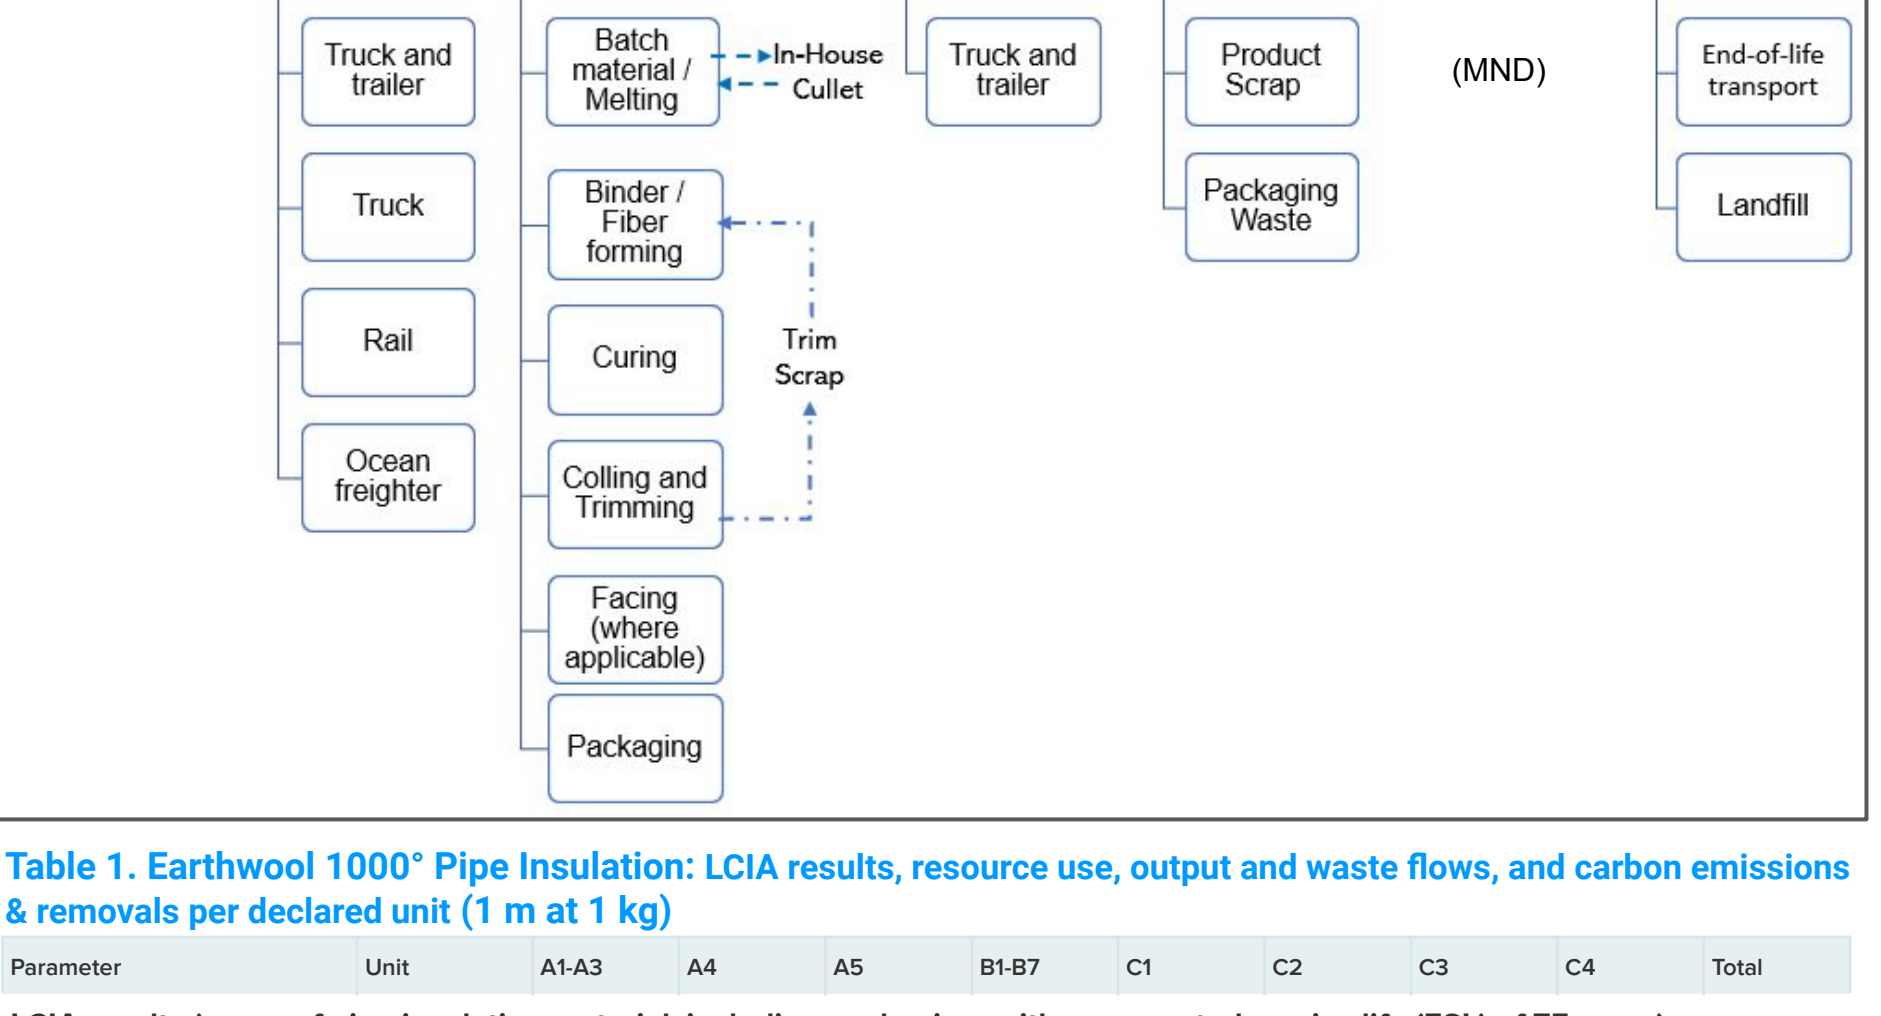 Truck and
trailer
Truck
Rail
Ocean
freighter
Batch
material /
Melting
In-House
Cullet
Binder /
Fiber
forming
Curing
Colling and
Trimming
Facing
(where
applicable)
Packaging
Trim
Scrap
Truck and
trailer
Product
Scrap
Packaging
Waste
(MND)
End-of-life
transport
Landfill
Table 1. Earthwool 1000° Pipe Insulation: LCIA results, resource use, output and waste flows, and carbon emissions
& removals per declared unit (1 m at 1 kg)
Parameter Unit A1-A3 A4 A5 B1-B7 C1 C2 C3 C4 Total